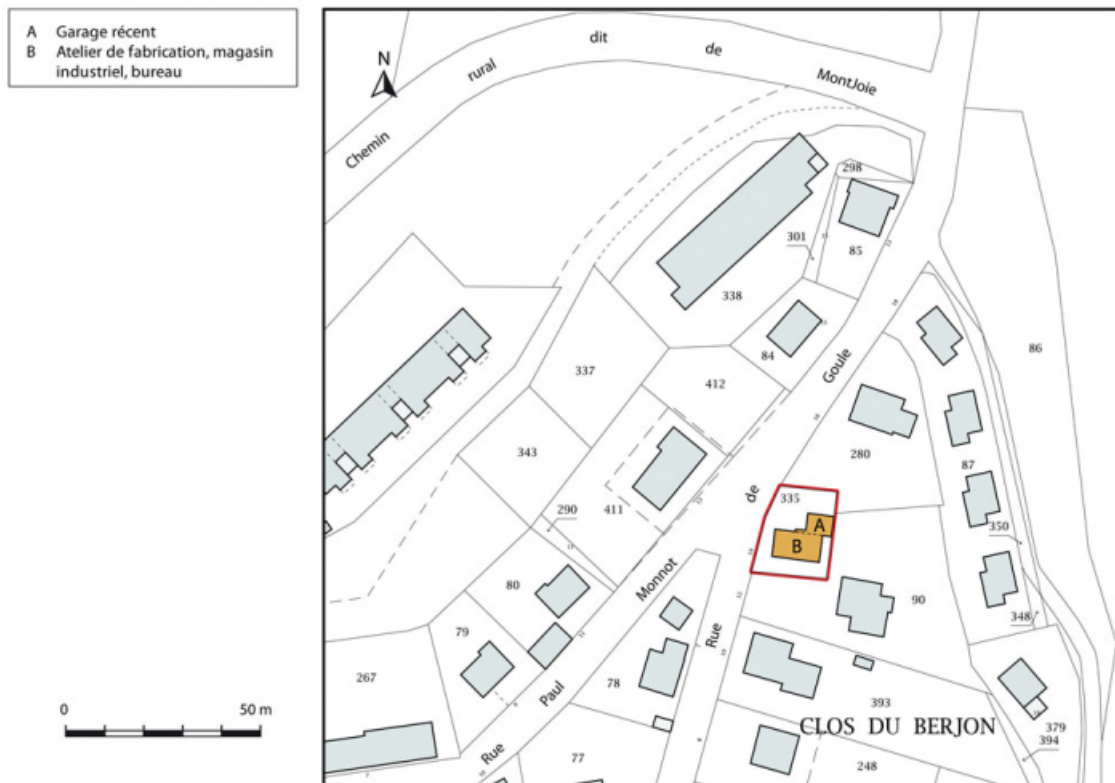 A Garage récent
B Atelier de fabrication, magasin
industriel, bureau
N
Chemin rural dit de MontJoie
298
301
85
338
84
86
Rue de Goule
337
412
280
343
87
335
A
290
411
350
B
80
Rue Paul Monnot
90
79
348
267
78
0 50 m
393
CLOS DU BERJON
379
394
77
248